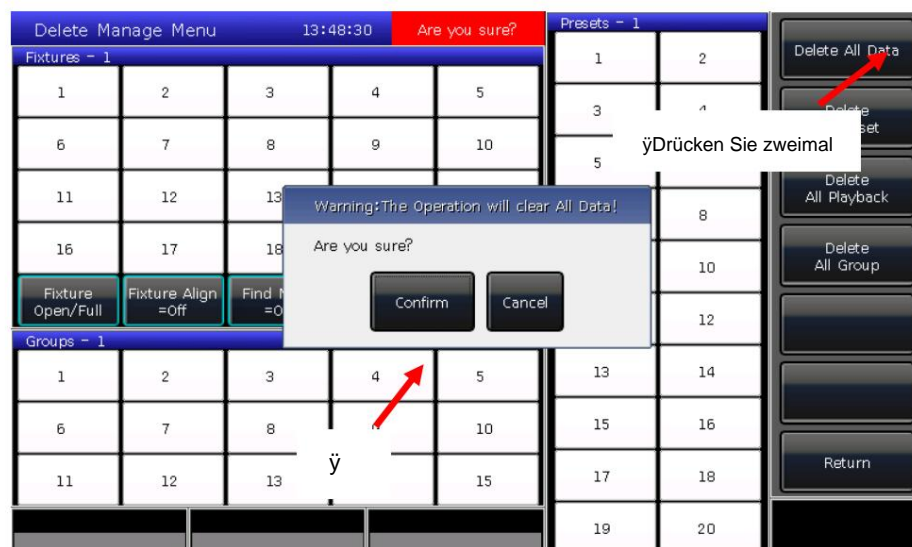 Delete Manage Menu 13:48:30 Are you sure?
Fixtures - 1
1 2 3 4 5
6 7 8 9 10
11 12 13
16 17 18
Fixture Open/Full
Fixture Align =Off
Find
Groups - 1
1 2 3 4 5
6 7 8 10
11 12 13 15
Warning:The Operation will clear All Data!
Are you sure?
Confirm Cancel
ÿ
Presets - 1
1 2
3
5
8
10
12
13 14
15 16
17 18
19 20
ÿDrücken Sie zweimal
Delete All Data
Delete
Delete
All Playback
Delete
All Group
Return